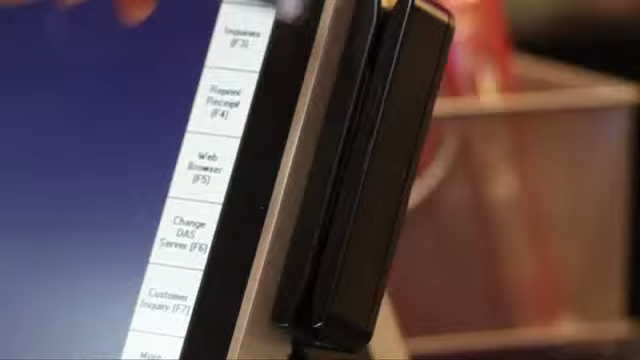 (F3)
Reprint
Receipt
(F4)
Web
Browser
(F5)
Change
DAS
Server (F6)
Customer
Inquiry (F7)